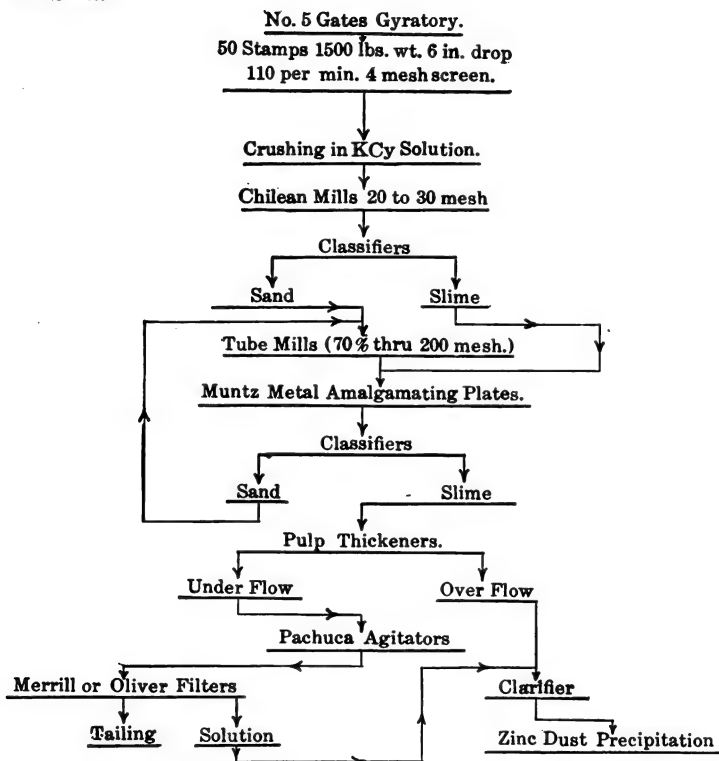 No. 5 Gates Gyratory.
50 Stamps 1500 lbs. wt. 6 in. drop
110 per min. 4 mesh screen.
Crushing in KCy Solution.
Chilean Mills 20 to 30 mesh
Classifiers
Sand
Slime
Tube Mills (70% thru 200 mesh.)
Muntz Metal Amalgamating Plates.
Classifiers
Sand
Slime
Pulp Thickeners.
Under Flow
Over Flow
Pachuca Agitators
Merrill or Oliver Filters
Clarifier
Tailing
Solution
Zinc Dust Precipitation